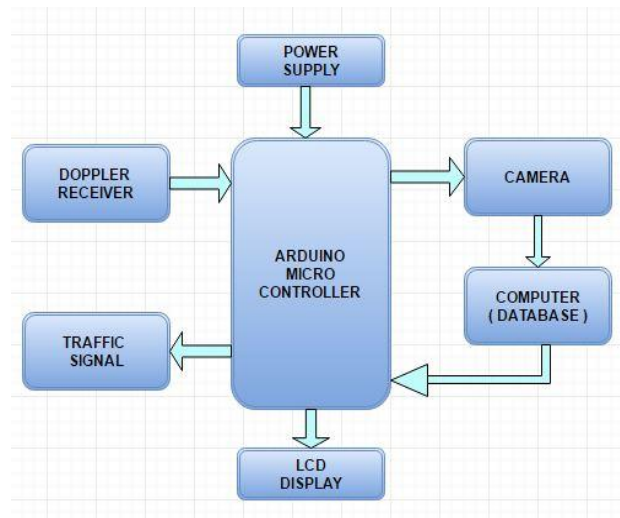 POWER
SUPPLY
DOPPLER
RECEIVER
CAMERA
ARDUINO
MICRO
CONTROLLER
COMPUTER
( DATABASE )
TRAFFIC
SIGNAL
LCD
DISPLAY